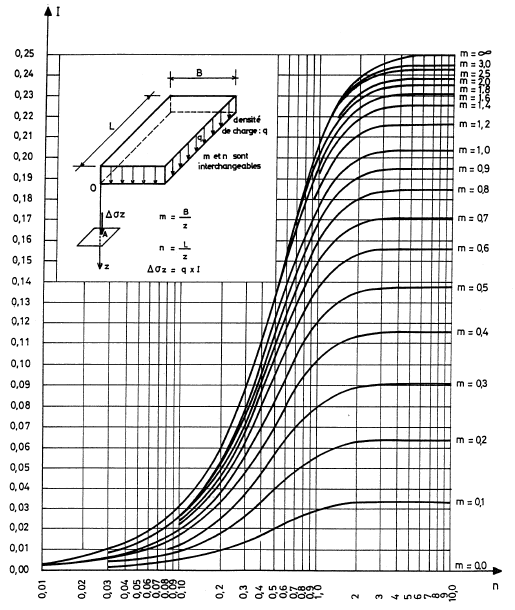 I
0,25
0,24
0,23
0,22
0,21
0,20
0,19
0,18
0,17
0,16
0,15
0,14
0,13
0,12
0,11
0,10
0,09
0,08
0,07
0,06
0,05
0,04
0,03
0,02
0,01
0,00
B
L
densité
de charge : q
q
m et n sont
interchangeables
O
Δσz
A
z
m = B/z
n = L/z
Δσz = q x I
m = ∞
m = 3,0
m = 2,5
m = 2,0
m = 1,8
m = 1,6
m = 1,4
m = 1,2
m = 1,0
m = 0,9
m = 0,8
m = 0,7
m = 0,6
m = 0,5
m = 0,4
m = 0,3
m = 0,2
m = 0,1
m = 0,0
0,01 0,02 0,03 0,04 0,05 0,06 0,07 0,08 0,09 0,10 0,2 0,3 0,4 0,5 0,6 0,7 0,8 0,9 1,0 2 3 4 5 6 7 8 9 10,0
n